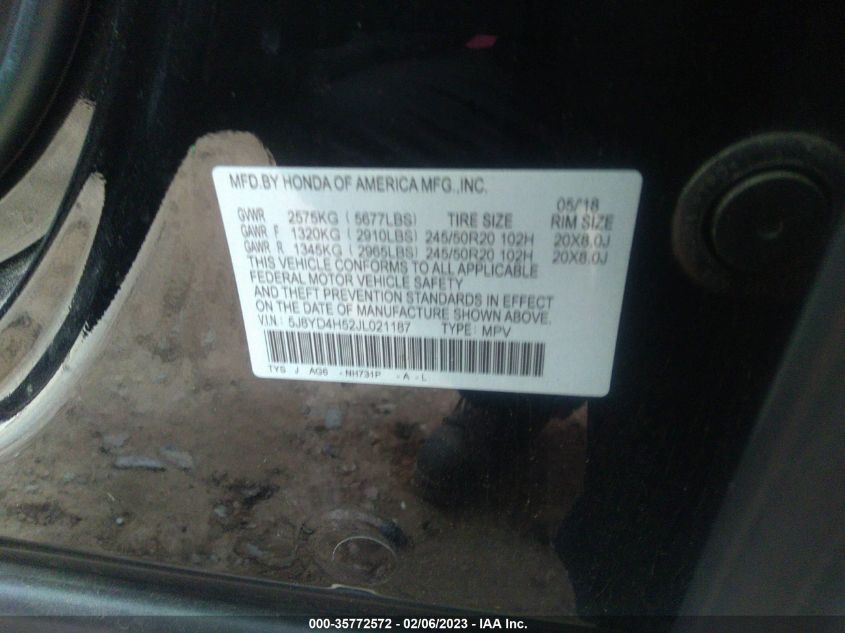 MFD.BY HONDA OF AMERICA MFG.,INC.
05/18
GVWR 2575KG ( 5677LBS) TIRE SIZE RIM SIZE
GAWR F 1320KG ( 2910LBS) 245/50R20 102H 20X8.0J
GAWR R 1345KG ( 2965LBS) 245/50R20 102H 20X8.0J
THIS VEHICLE CONFORMS TO ALL APPLICABLE
FEDERAL MOTOR VEHICLE SAFETY
AND THEFT PREVENTION STANDARDS IN EFFECT
ON THE DATE OF MANUFACTURE SHOWN ABOVE.
V.I.N : 5J8YD4H52JL021187 TYPE: MPV
TYS J AG6 -NH731P -A-L
000-35772572 - 02/06/2023 - IAA Inc.